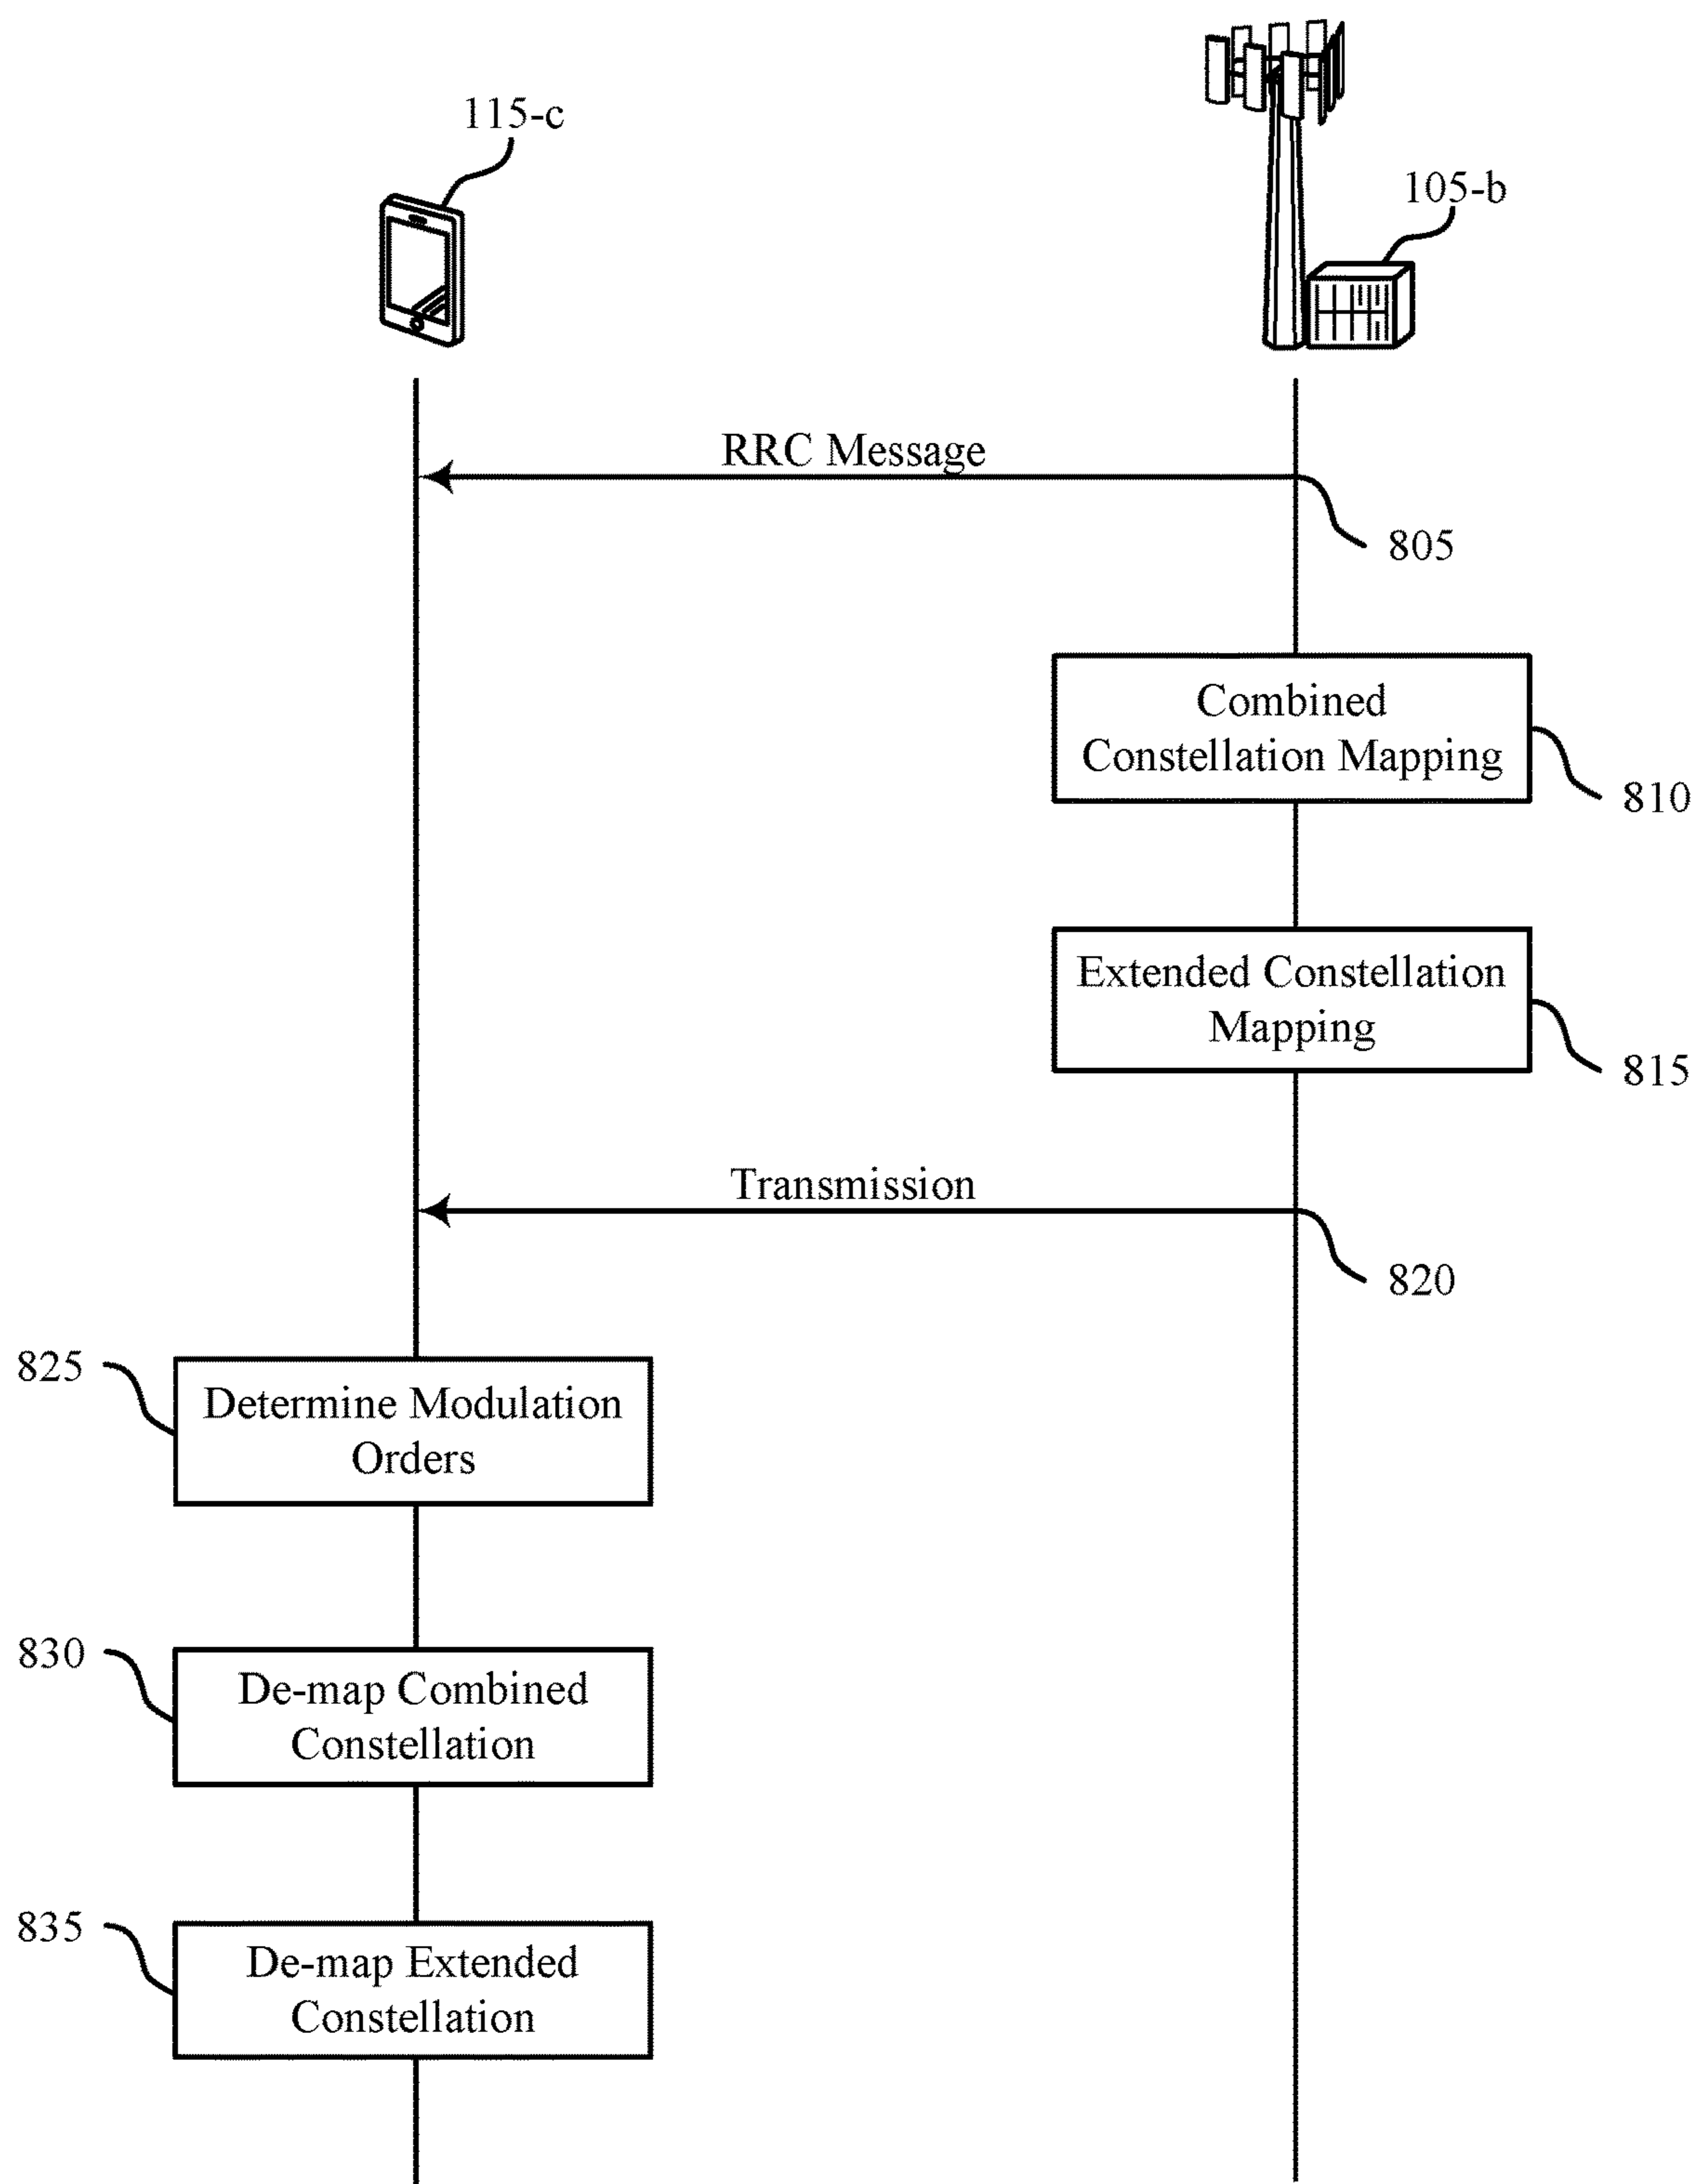 115-c
105-b
RRC Message
805
Combined
Constellation Mapping
810
Extended Constellation
Mapping
815
Transmission
820
825
Determine Modulation
Orders
830
De-map Combined
Constellation
835
De-map Extended
Constellation